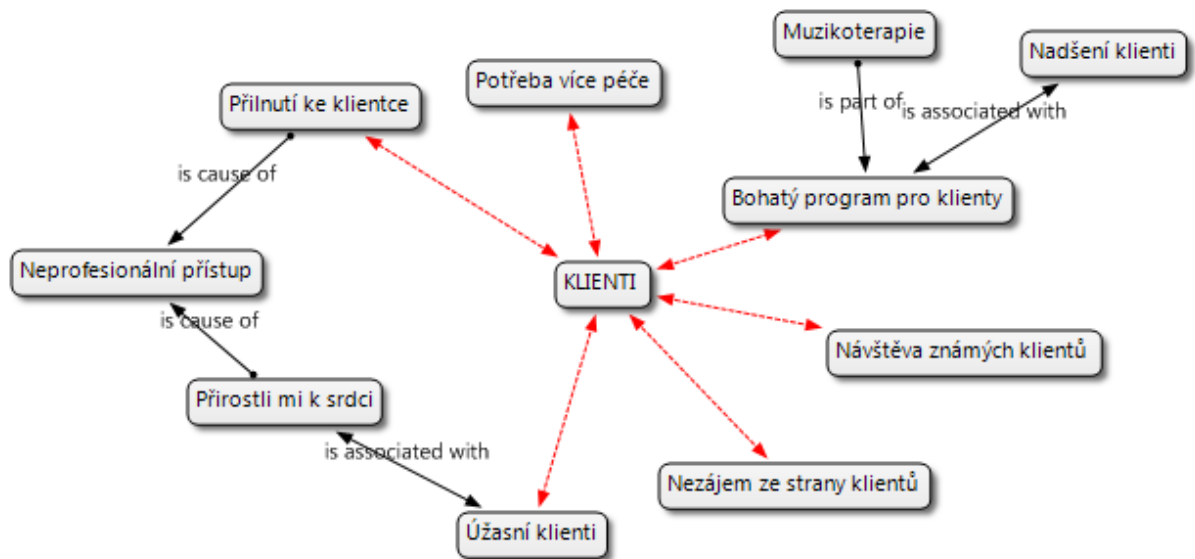 Muzikoterapie
Nadšení klienti
Potřeba více péče
Přilnutí ke klientce
is part of
is associated with
is cause of
Bohatý program pro klienty
Neprofesionální přístup
KLIENTI
is cause of
Návštěva známých klientů
Přirostli mi k srdci
is associated with
Nezájem ze strany klientů
Úžasní klienti